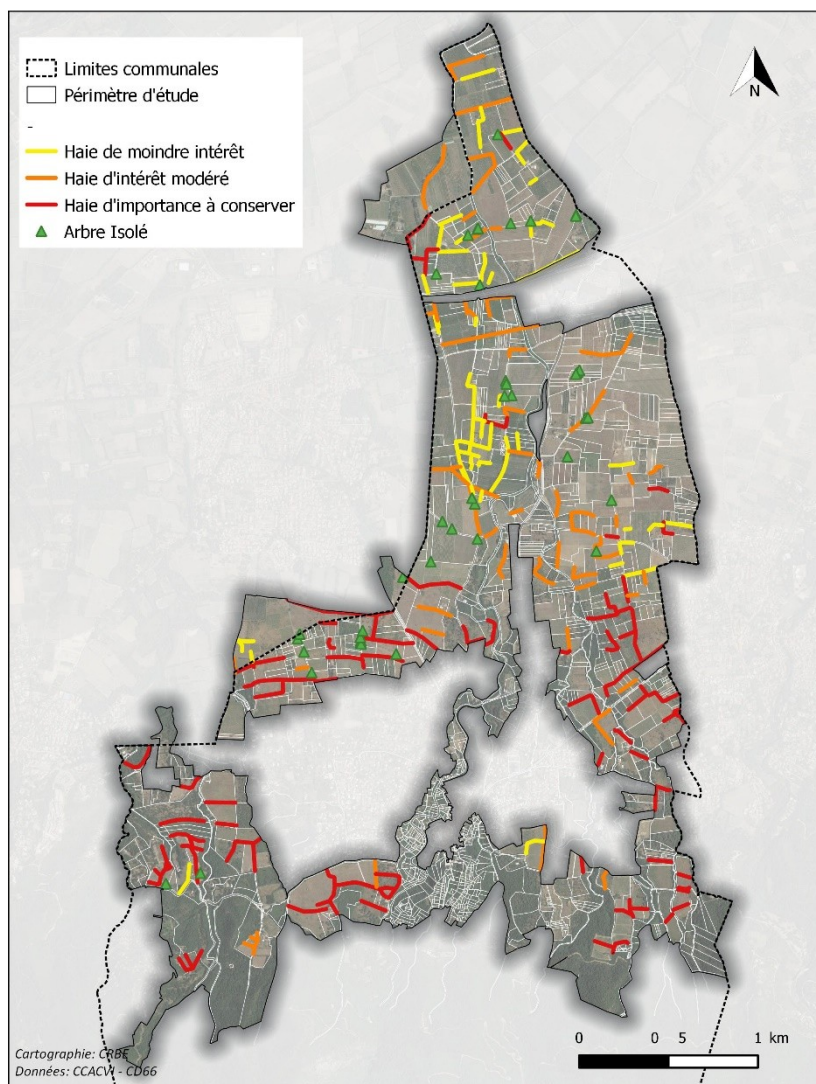 Limites communales
Périmètre d'étude
-
Haie de moindre intérêt
Haie d'intérêt modéré
Haie d'importance à conserver
Arbre Isolé
N
0 0 5 1 km
Cartographie: CRBE
Données: CCACVI - CD66